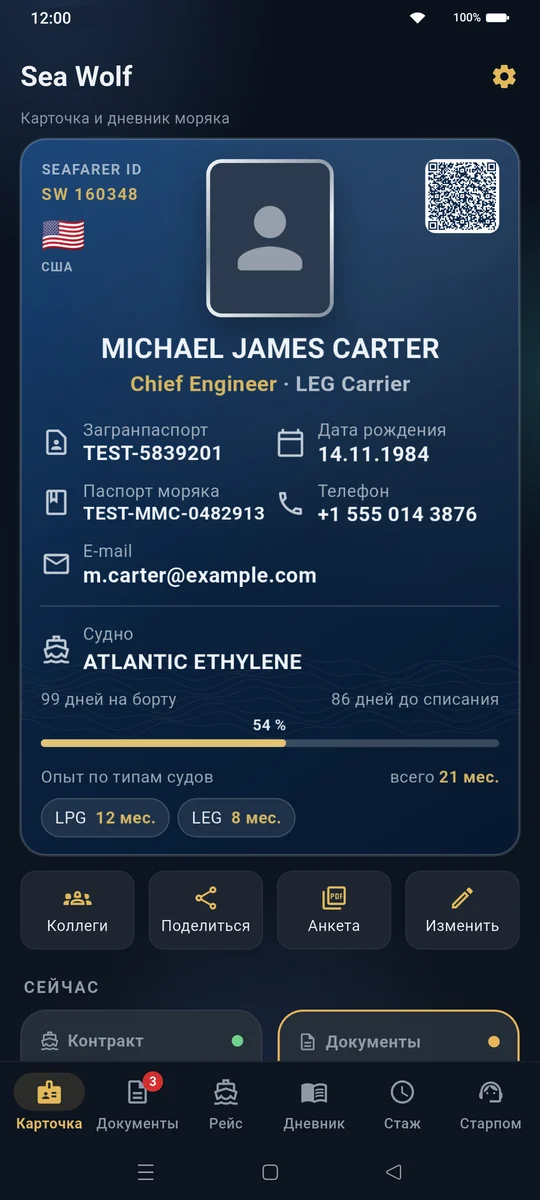 12:00
100%
Sea Wolf
Карточка и дневник моряка
SEAFARER ID
SW 160348
США
MICHAEL JAMES CARTER
Chief Engineer · LEG Carrier
Загранпаспорт
TEST-5839201
Дата рождения
14.11.1984
Паспорт моряка
TEST-MMC-0482913
Телефон
+1 555 014 3876
E-mail
m.carter@example.com
Судно
ATLANTIC ETHYLENE
99 дней на борту
86 дней до списания
54 %
Опыт по типам судов
всего 21 мес.
LPG 12 мес.
LEG 8 мес.
Коллеги
Поделиться
PDF
Анкета
Изменить
СЕЙЧАС
Контракт
Документы
3
Карточка
Документы
Рейс
Дневник
Стаж
Старпом